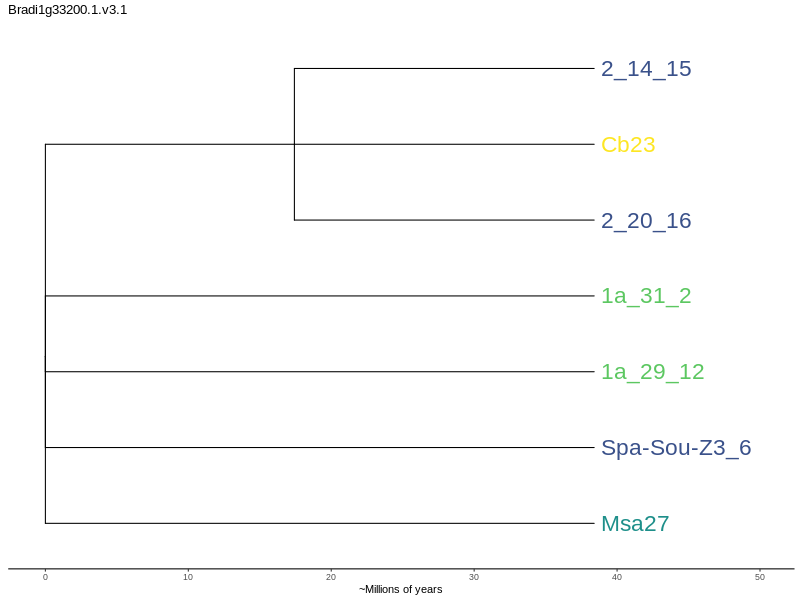 Bradi1g33200.1.v3.1
2_14_15
Cb23
2_20_16
1a_31_2
1a_29_12
Spa-Sou-Z3_6
Msa27
0 10 20 30 40 50
~Millions of years